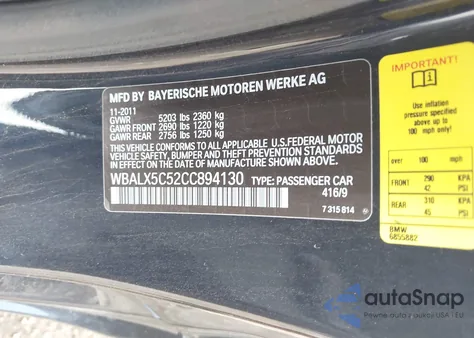 MFD BY BAYERISCHE MOTOREN WERKE AG
11-2011
GVWR 5203 lbs 2360 kg
GAWR FRONT 2690 lbs 1220 kg
GAWR REAR 2756 lbs 1250 kg
THIS VEHICLE CONFORMS TO ALL APPLICABLE U.S. FEDERAL MOTOR
VEHICLE SAFETY, BUMPER, AND THEFT PREVENTION STANDARDS IN
EFFECT ON THE DATE OF MANUFACTURE SHOWN ABOVE.
WBALX5C52CC894130 TYPE: PASSENGER CAR
416/9
7 315 814
IMPORTANT
Use inflation
pressure specified
above up to
100 mph only!
over 100 mph
FRONT 290 KPA
42 PSI
REAR 310 KPA
45 PSI
BMW
6855882
autoSnap